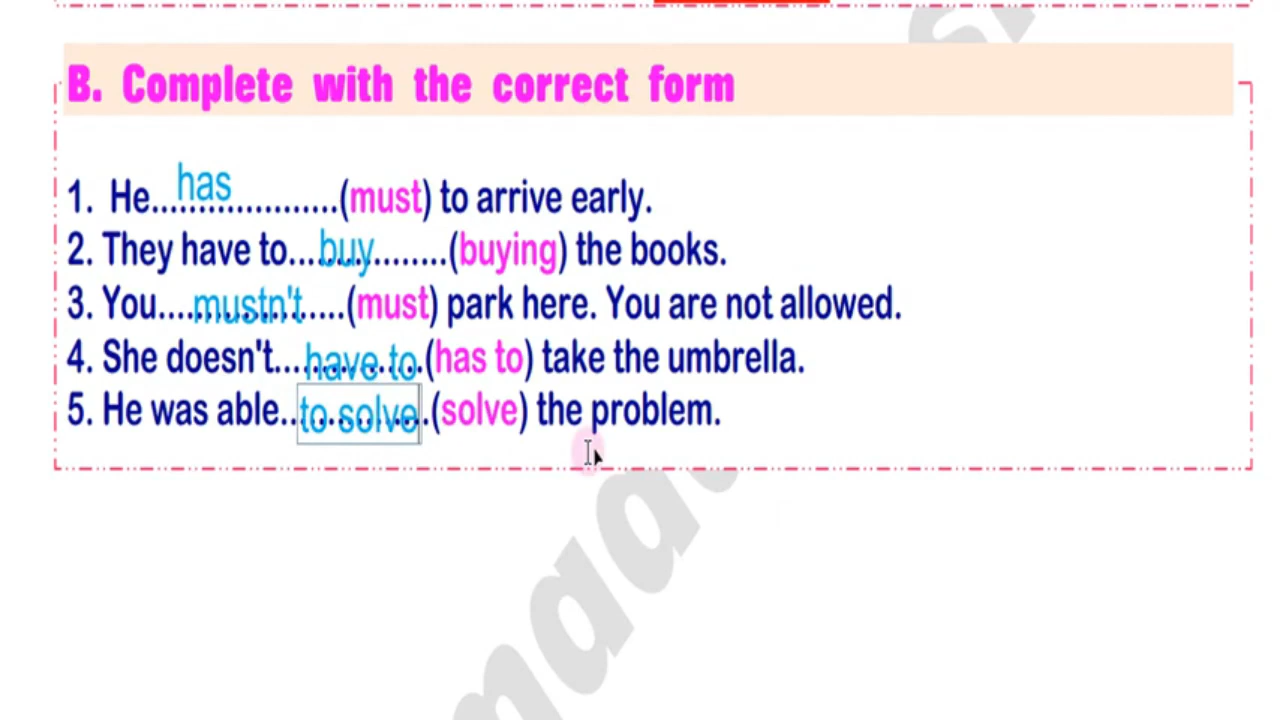 B. Complete with the correct form
1. He...has...................(must) to arrive early.
2. They have to...buy........(buying) the books.
3. You....mustn't....(must) park here. You are not allowed.
4. She doesn't...have to.(has to) take the umbrella.
5. He was able..to solve.(solve) the problem.